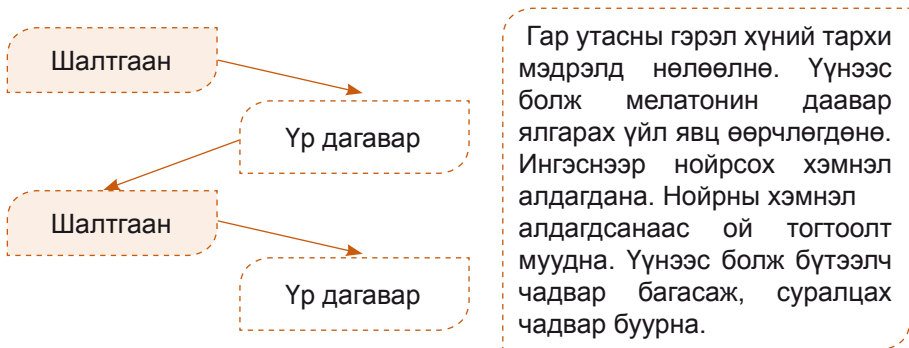 Шалтгаан
Үр дагавар
Шалтгаан
Үр дагавар
Гар утасны гэрэл хүний тархи
мэдрэлд нөлөөлнө. Үүнээс
болж мелатонин даавар
ялгарах үйл явц өөрчлөгдөнө.
Ингэснээр нойрсох хэмнэл
алдагдана. Нойрны хэмнэл
алдагдсанаас ой тогтоолт
муудна. Үүнээс болж бүтээлч
чадвар багасаж, суралцах
чадвар буурна.